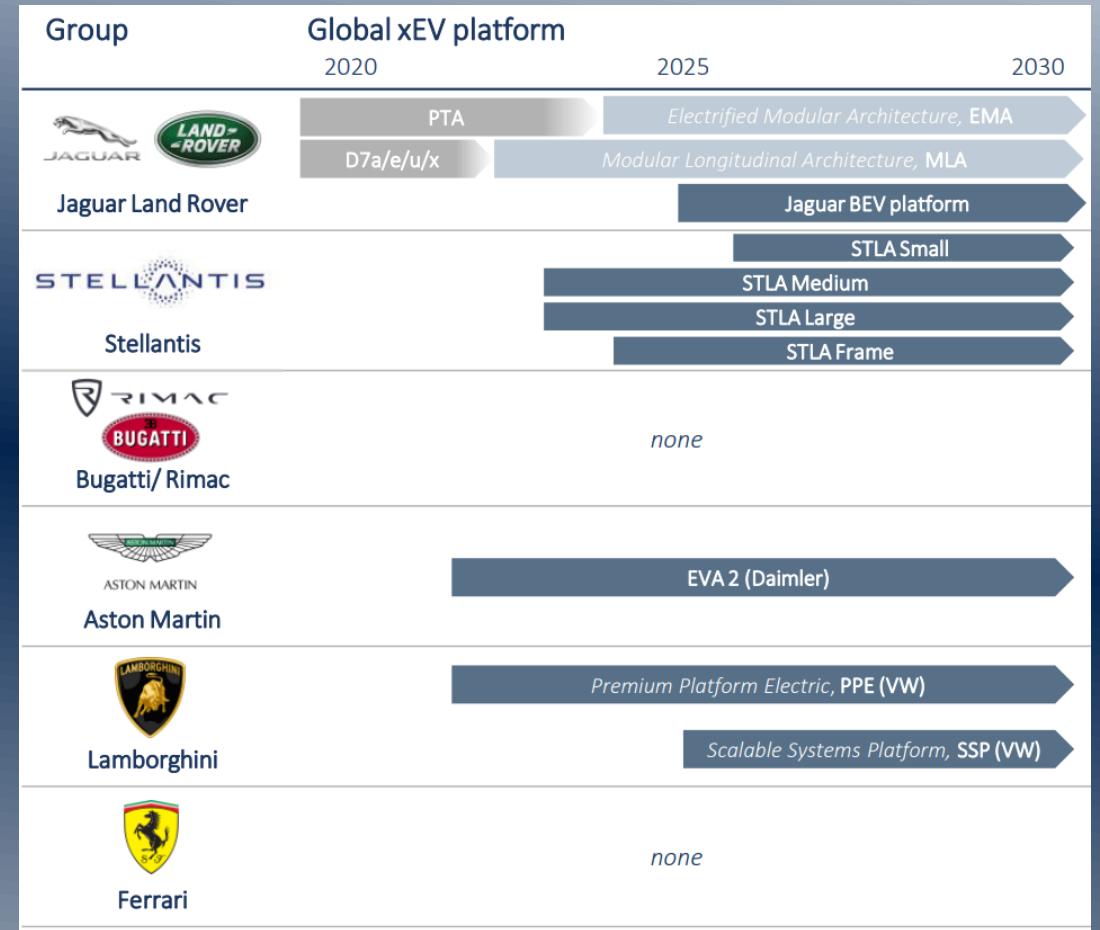 Group
Global xEV platform
2020
2025
2030
JAGUAR
LAND-
-ROVER
Jaguar Land Rover
PTA
Electrified Modular Architecture, EMA
D7a/e/u/x
Modular Longitudinal Architecture, MLA
Jaguar BEV platform
STELLANTIS
Stellantis
STLA Small
STLA Medium
STLA Large
STLA Frame
RIMAC
BUGATTI
Bugatti/ Rimac
none
ASTON MARTIN
ASTON MARTIN
Aston Martin
EVA 2 (Daimler)
LAMBORGHINI
Lamborghini
Premium Platform Electric, PPE (VW)
Scalable Systems Platform, SSP (VW)
S F
Ferrari
none